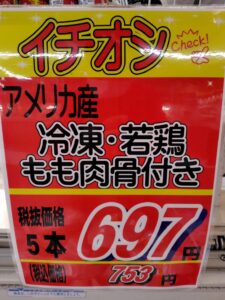 イチオシ
Check!
アメリカ産
冷凍・若鶏
もも肉骨付き
税抜価格
5本
697円
(税込価格)
753円